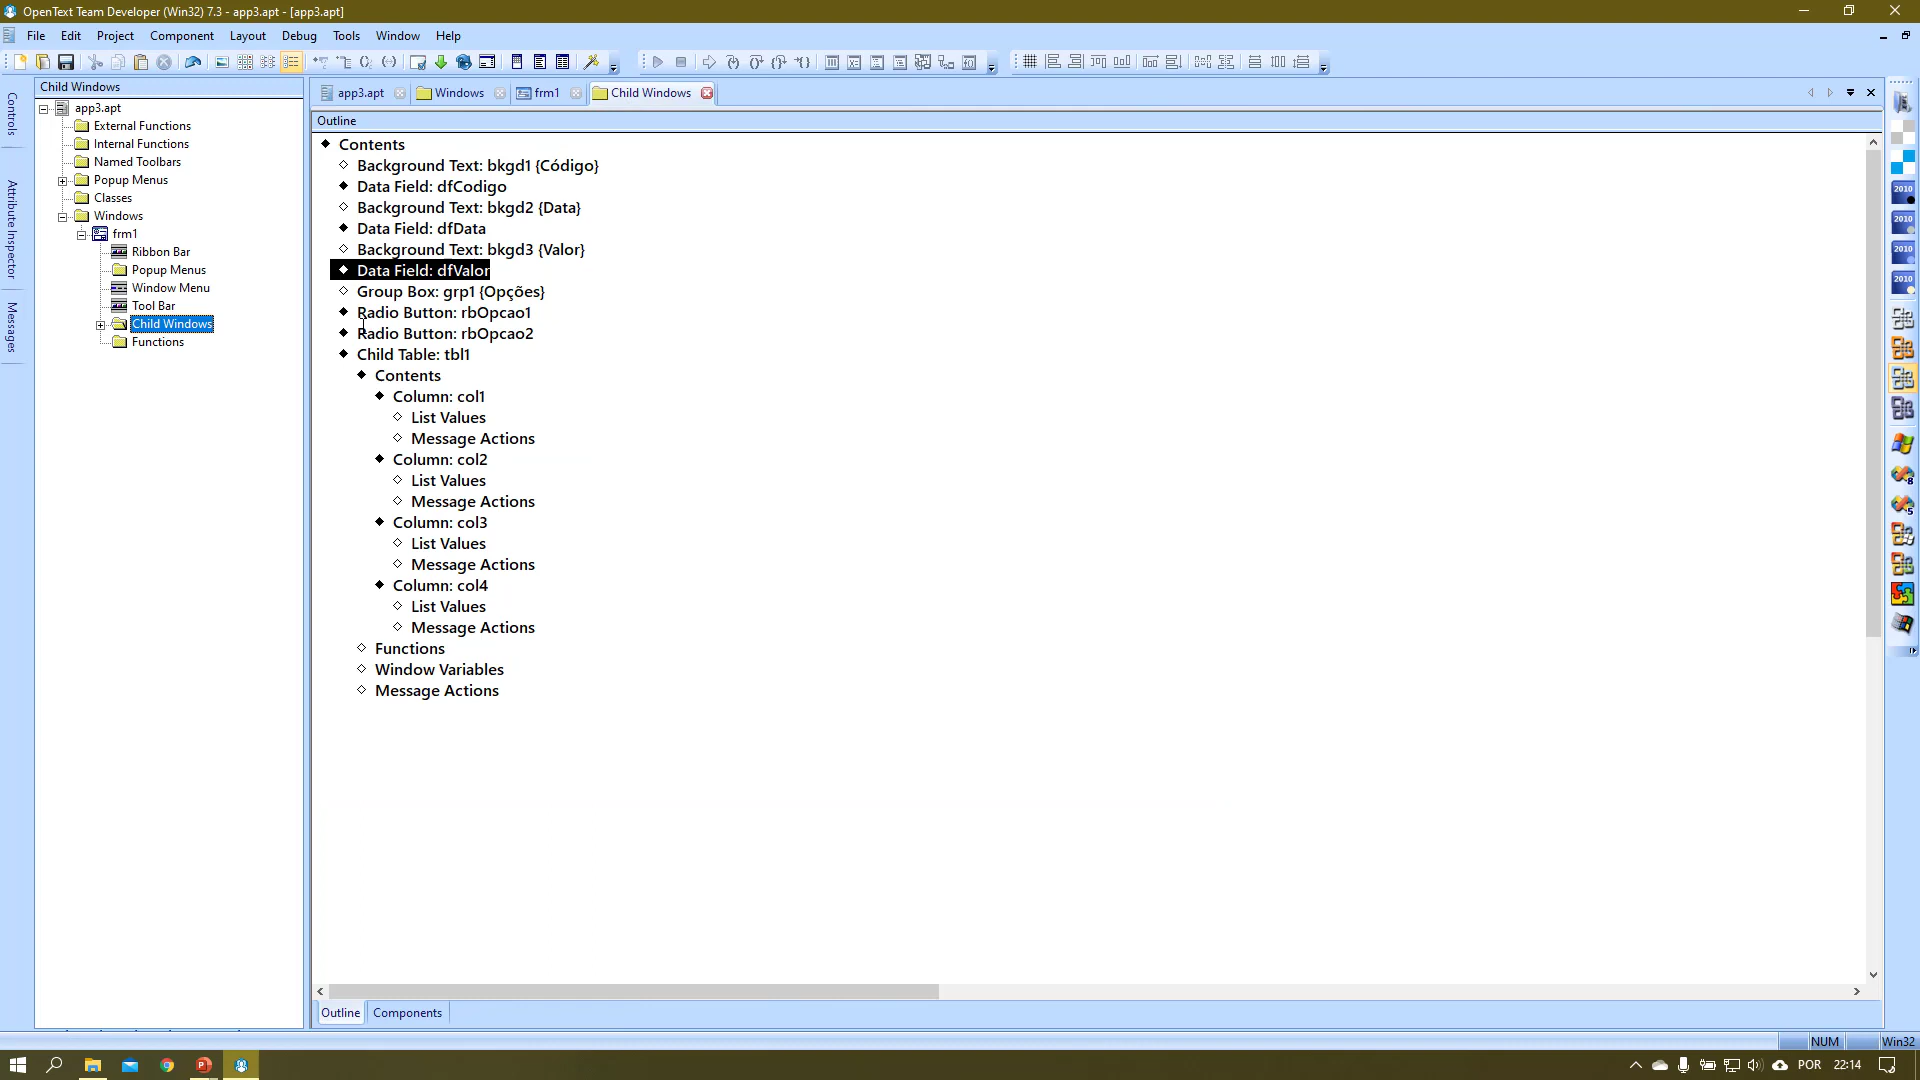 OpenText Team Developer (Win32) 7.3 - app3.apt - [app3.apt]
File Edit Project Component Layout Debug Tools Window Help
Child Windows
app3.apt
External Functions
Internal Functions
Named Toolbars
Popup Menus
Classes
Windows
frm1
Ribbon Bar
Popup Menus
Window Menu
Tool Bar
Child Windows
Functions
Controls
Attribute Inspector
Messages
app3.apt Windows frm1 Child Windows
Outline
Contents
Background Text: bkgd1 {Código}
Data Field: dfCodigo
Background Text: bkgd2 {Data}
Data Field: dfData
Background Text: bkgd3 {Valor}
Data Field: dfValor
Group Box: grp1 {Opções}
Radio Button: rbOpcao1
Radio Button: rbOpcao2
Child Table: tbl1
Contents
Column: col1
List Values
Message Actions
Column: col2
List Values
Message Actions
Column: col3
List Values
Message Actions
Column: col4
List Values
Message Actions
Functions
Window Variables
Message Actions
Outline Components
2010
2010
2010
2010
8
5
NUM Win32
POR 22:14